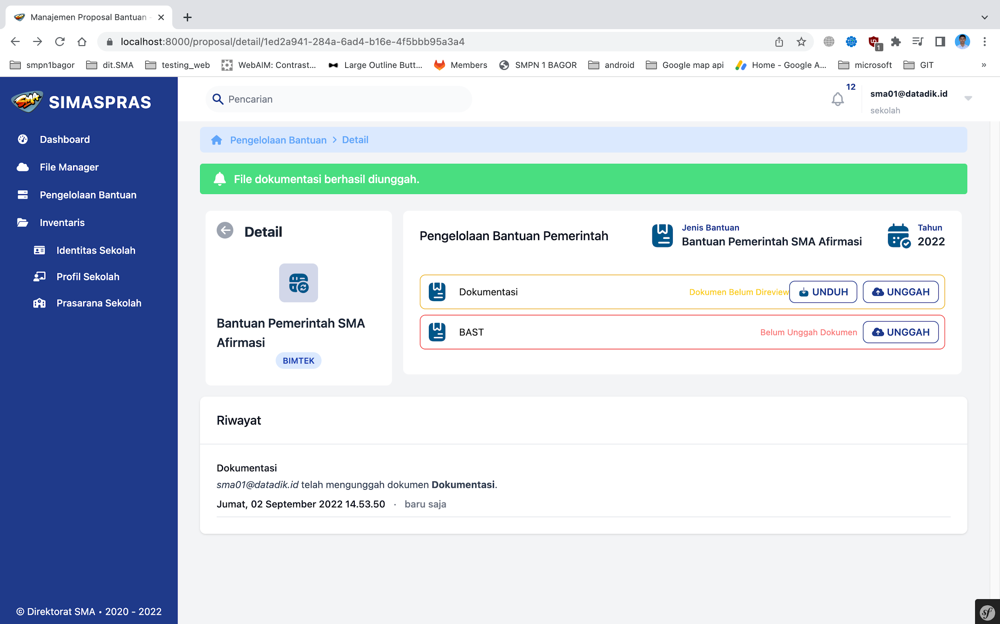 Manajemen Proposal Bantuan -
localhost:8000/proposal/detail/1ed2a941-284a-6ad4-b16e-4f5bbb95a3a4
1
smpn1bagor dit.SMA testing_web WebAIM: Contrast... Large Outline Butt... Members SMPN 1 BAGOR android Google map api Home - Google A... microsoft GIT »
SMA SIMASPRAS
Pencarian
12
sma01@datadik.id
sekolah
Dashboard
File Manager
Pengelolaan Bantuan
Inventaris
Identitas Sekolah
Profil Sekolah
Prasarana Sekolah
© Direktorat SMA • 2020 - 2022
Pengelolaan Bantuan > Detail
File dokumentasi berhasil diunggah.
Detail
Bantuan Pemerintah SMA
Afirmasi
BIMTEK
Pengelolaan Bantuan Pemerintah
Jenis Bantuan
Bantuan Pemerintah SMA Afirmasi
Tahun
2022
Dokumentasi Dokumen Belum Direview UNDUH UNGGAH
BAST Belum Unggah Dokumen UNGGAH
Riwayat
Dokumentasi
sma01@datadik.id telah mengunggah dokumen Dokumentasi.
Jumat, 02 September 2022 14.53.50 · baru saja
sf